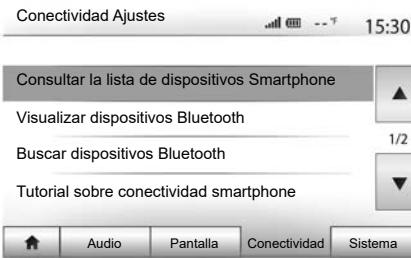 Conectividad Ajustes
-- °F 15:30
Consultar la lista de dispositivos Smartphone
Visualizar dispositivos Bluetooth
1/2
Buscar dispositivos Bluetooth
Tutorial sobre conectividad smartphone
Audio Pantalla Conectividad Sistema